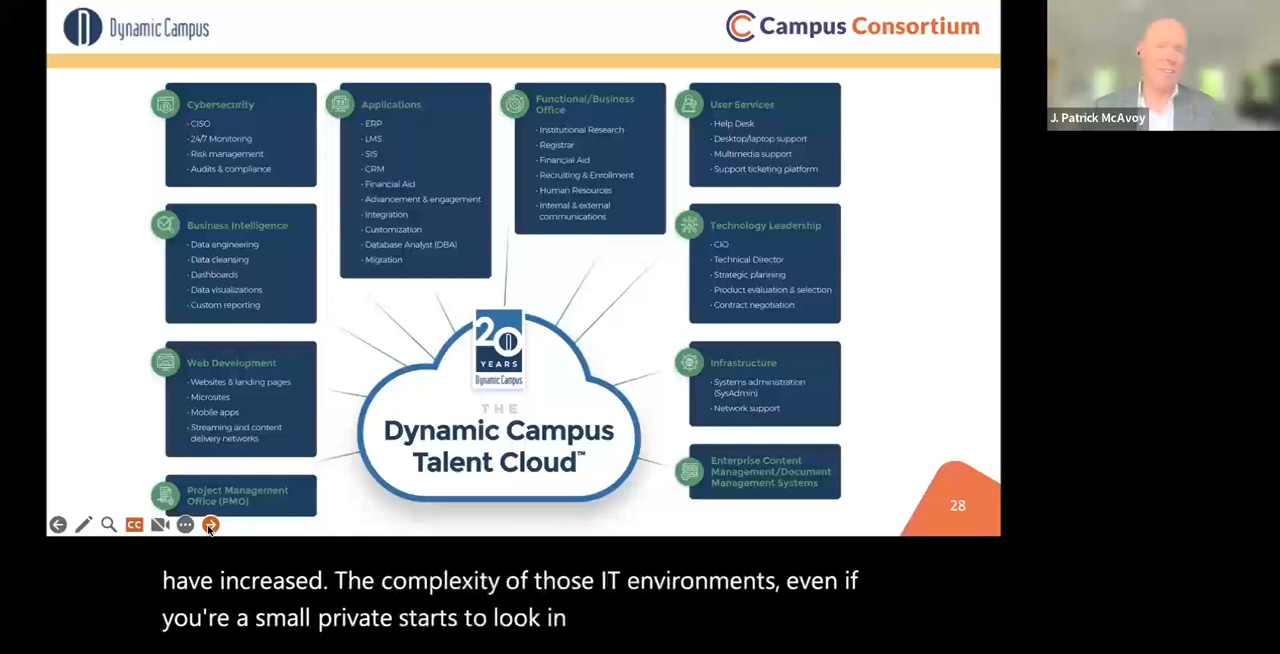 Dynamic Campus
Campus Consortium
Cybersecurity
· CISO
· 24/7 Monitoring
· Risk management
· Audits & compliance
Applications
· ERP
· LMS
· SIS
· CRM
· Financial Aid
· Advancement & engagement
· Integration
· Customization
· Database Analyst (DBA)
· Migration
Functional/Business
Office
· Institutional Research
· Registrar
· Financial Aid
· Recruiting & Enrollment
· Human Resources
· Internal & external
communications
User Services
· Help Desk
· Desktop/laptop support
· Multimedia support
· Support ticketing platform
J. Patrick McAvoy
Business Intelligence
· Data engineering
· Data cleansing
· Dashboards
· Data visualizations
· Custom reporting
Technology Leadership
· CIO
· Technical Director
· Strategic planning
· Product evaluation & selection
· Contract negotiation
Web Development
· Websites & landing pages
· Microsites
· Mobile apps
· Streaming and content
delivery networks
Infrastructure
· Systems administration
(SysAdmin)
· Network support
Project Management
Office (PMO)
Enterprise Content
Management/Document
Management Systems
20
YEARS
Dynamic Campus
THE
Dynamic Campus
Talent Cloud™
28
CC
have increased. The complexity of those IT environments, even if
you're a small private starts to look in